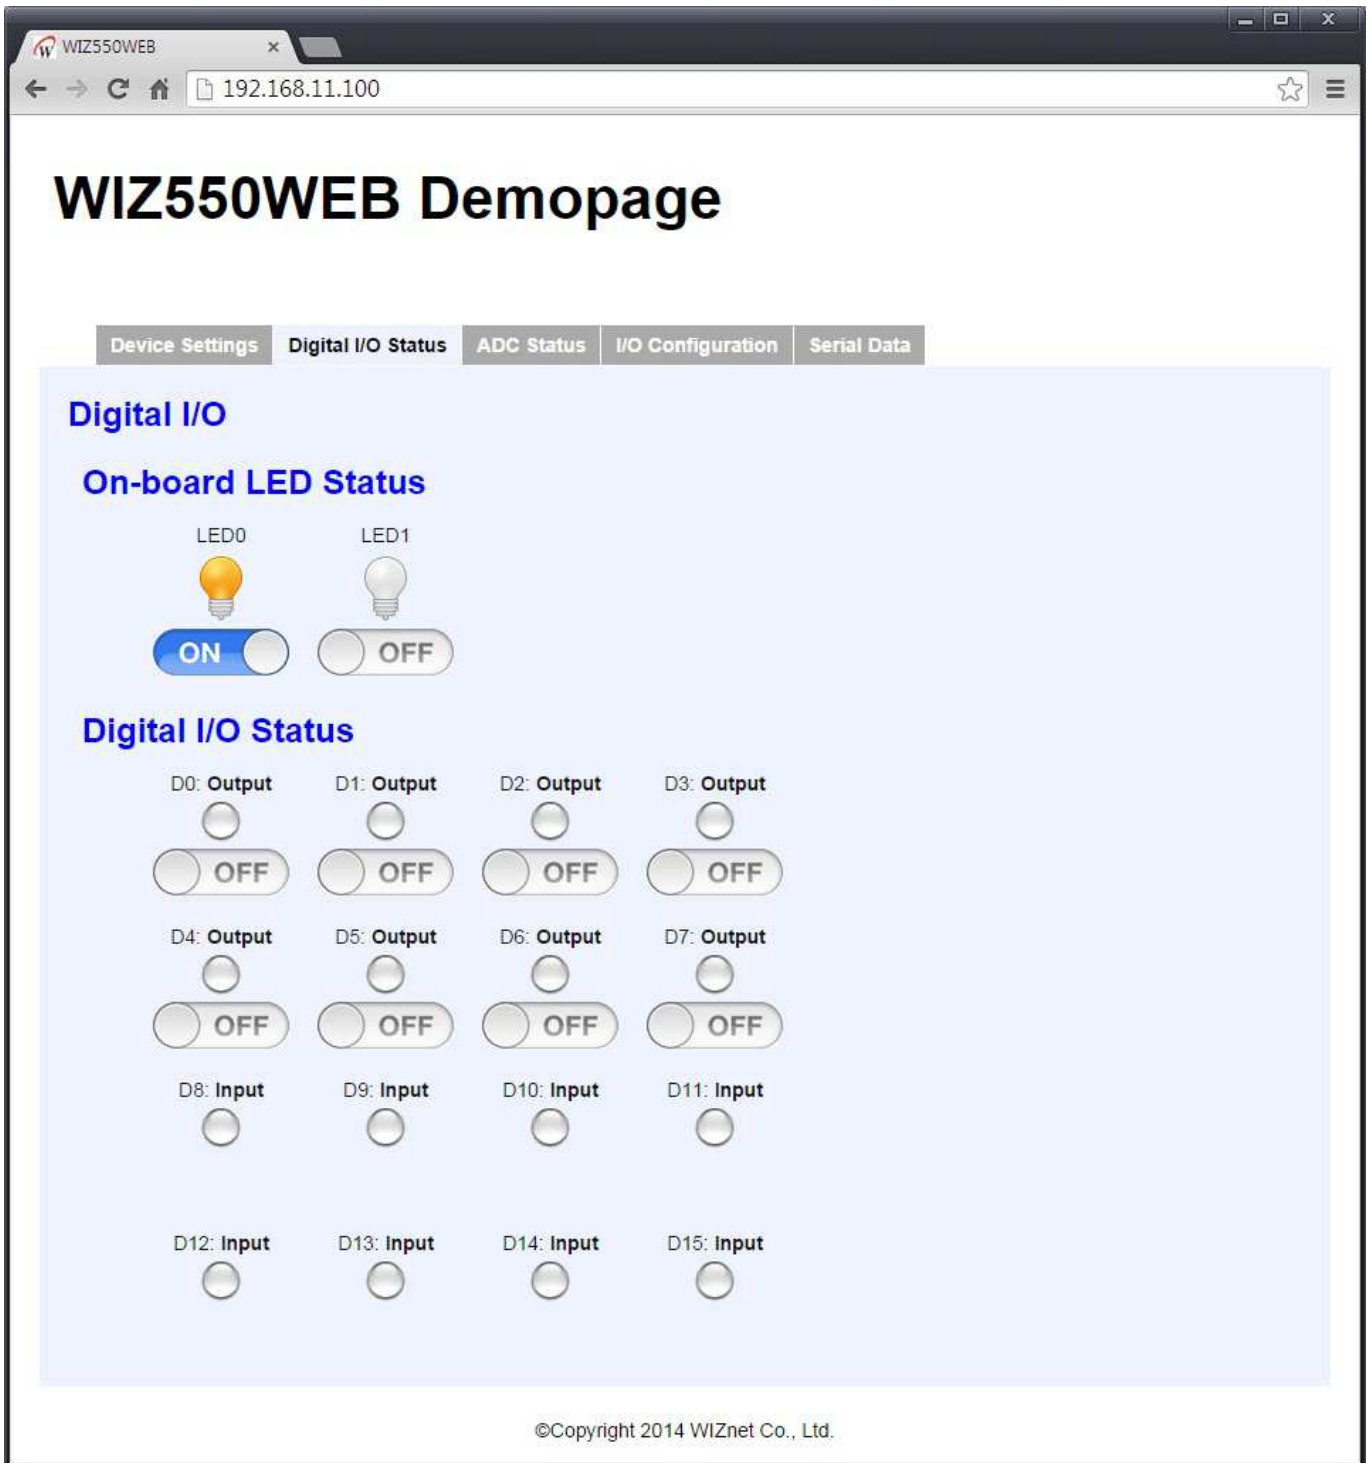 WIZ550WEB
192.168.11.100
WIZ550WEB Demopage
Device Settings Digital I/O Status ADC Status I/O Configuration Serial Data
Digital I/O
On-board LED Status
LED0 LED1
ON OFF
Digital I/O Status
D0: Output D1: Output D2: Output D3: Output
OFF OFF OFF OFF
D4: Output D5: Output D6: Output D7: Output
OFF OFF OFF OFF
D8: Input D9: Input D10: Input D11: Input
D12: Input D13: Input D14: Input D15: Input
©Copyright 2014 WIZnet Co., Ltd.